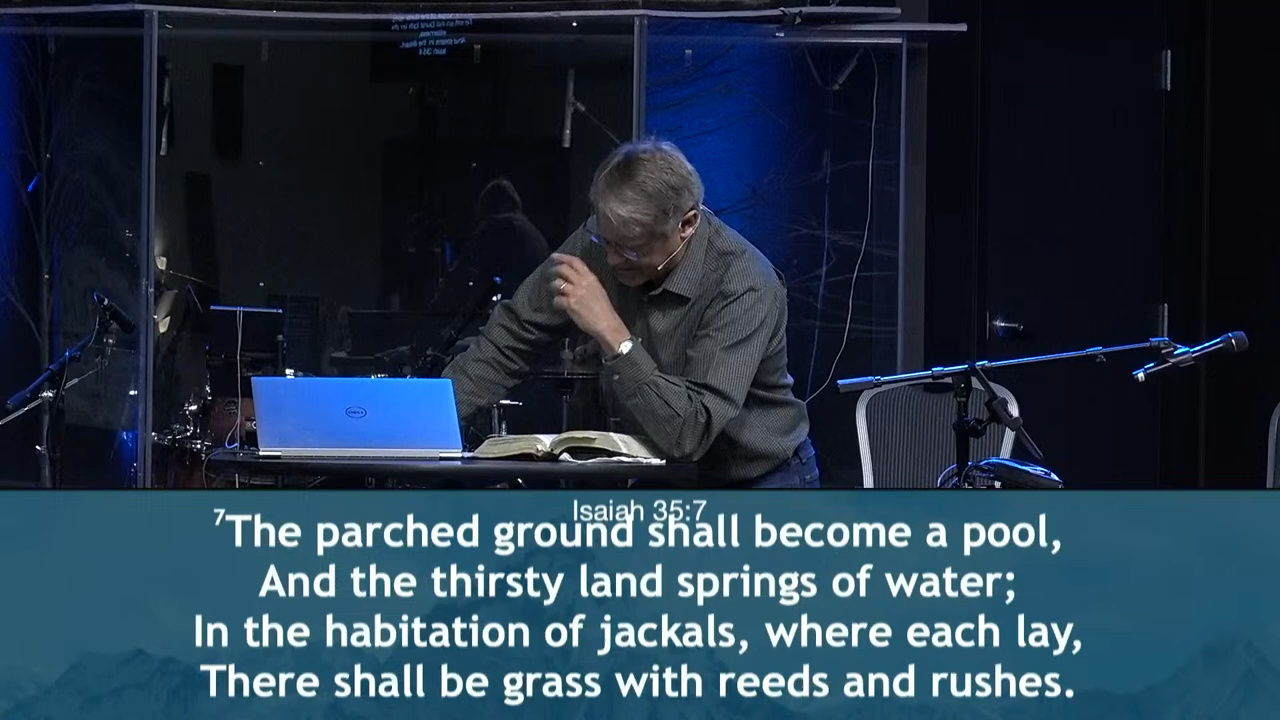 Isaiah 35:7
⁷The parched ground shall become a pool,
And the thirsty land springs of water;
In the habitation of jackals, where each lay,
There shall be grass with reeds and rushes.
DELL